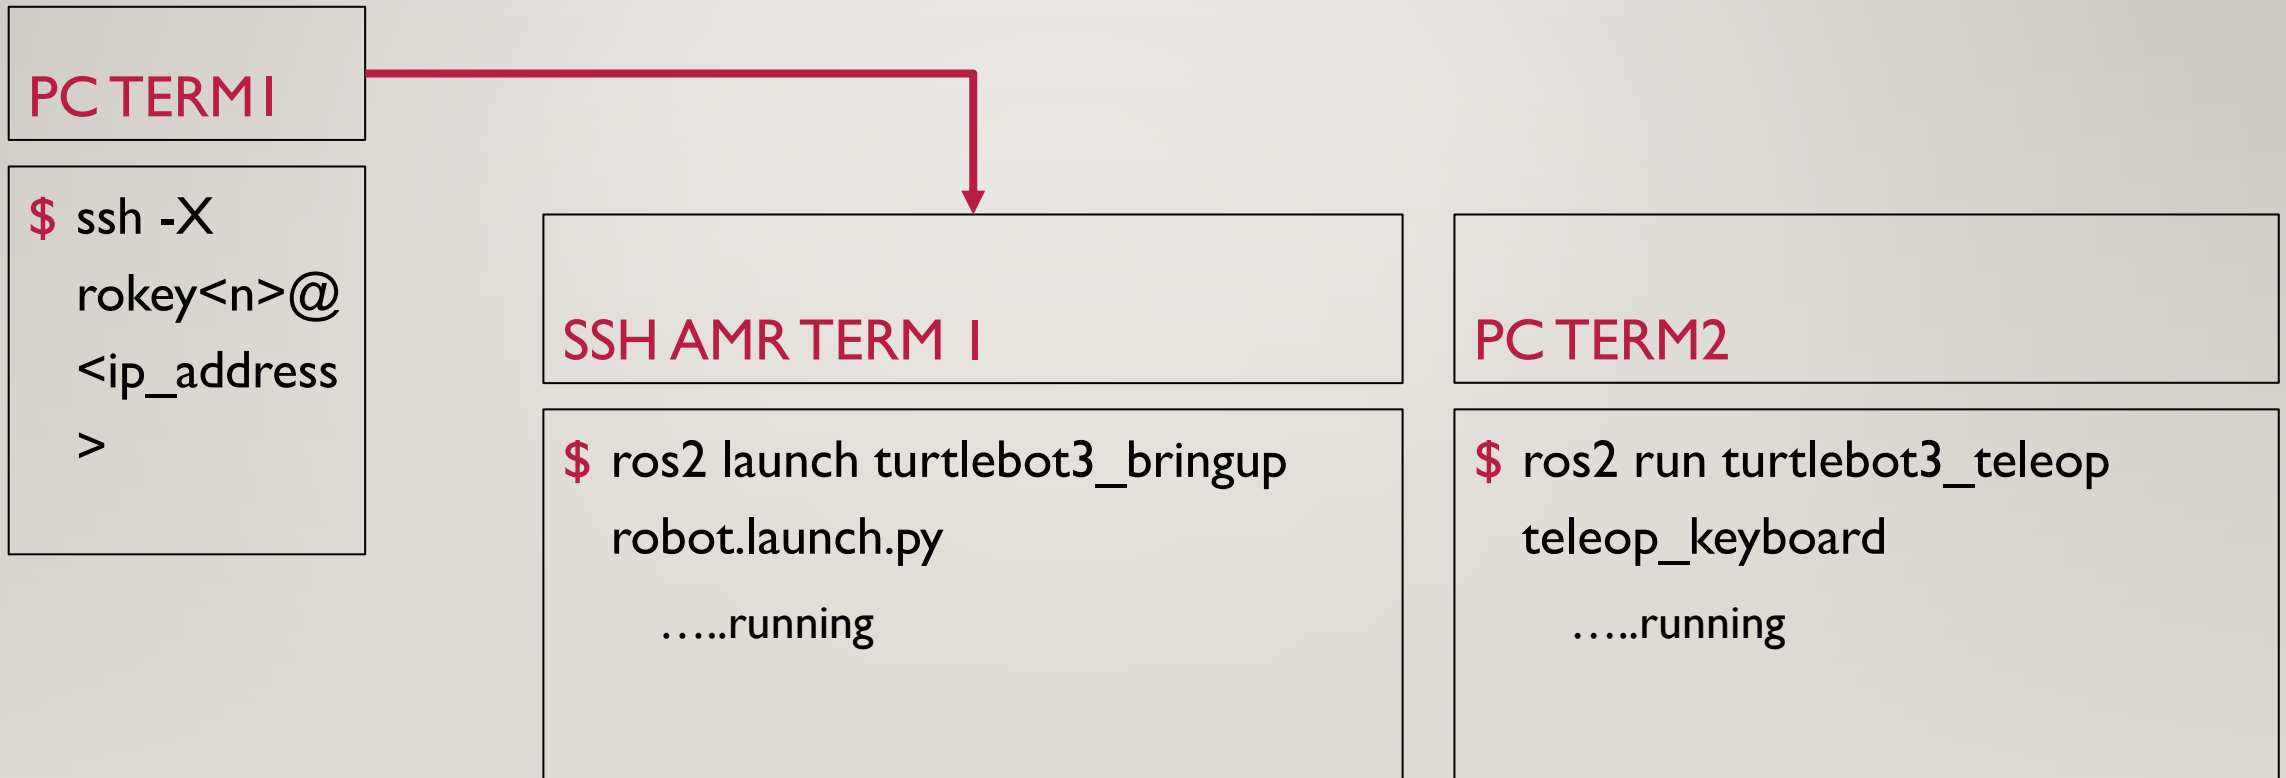 PC TERM1
$ ssh -X
rokey<n>@
<ip_address
>
SSH AMR TERM 1
$ ros2 launch turtlebot3_bringup
robot.launch.py
…..running
PC TERM2
$ ros2 run turtlebot3_teleop
teleop_keyboard
…..running